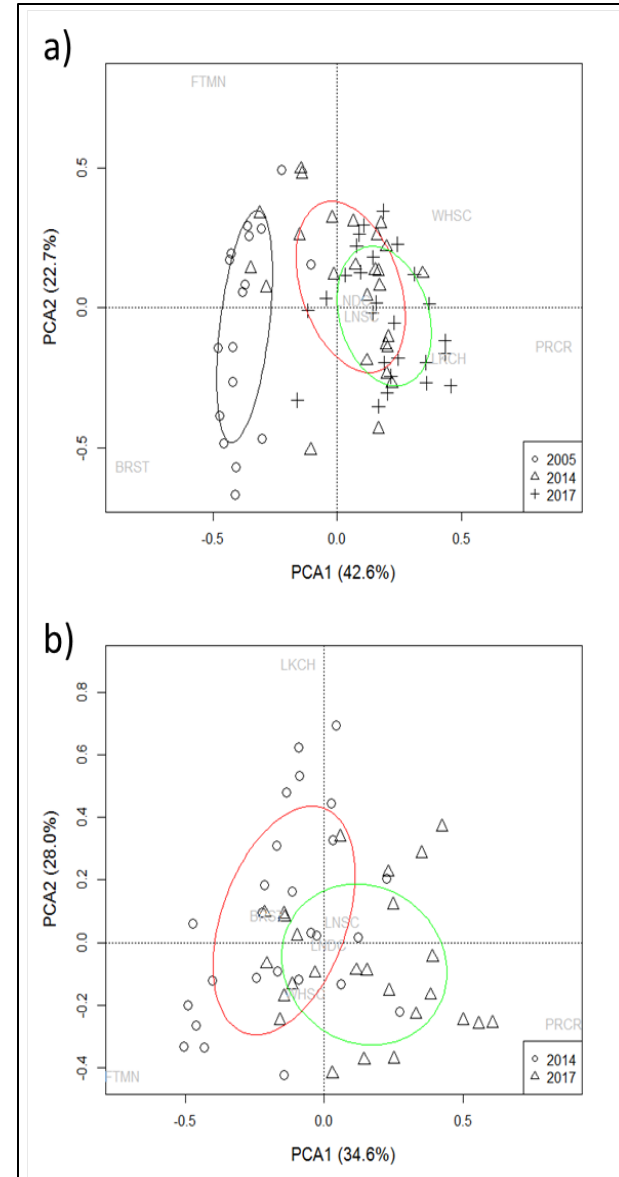 a)
FTMN
WHSC
LNSC
PRCR
BRST
0.5
0.0
-0.5
PCA2 (22.7%)
-0.5
0.0
0.5
PCA1 (42.6%)
2005
2014
2017
b)
LKCH
LNSC
LNDC
PRCR
FTMN
0.8
0.6
0.4
0.2
0.0
-0.2
-0.4
PCA2 (28.0%)
-0.5
0.0
0.5
PCA1 (34.6%)
2014
2017